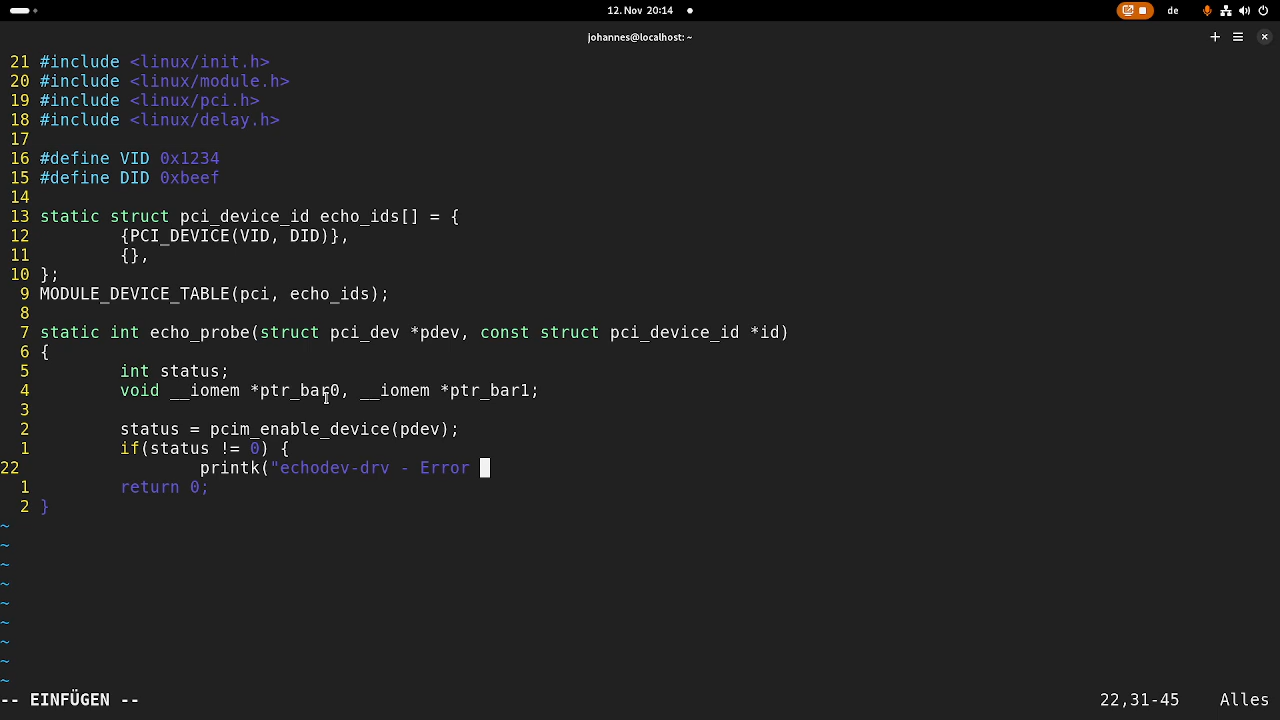 12. Nov 20:14
de
johannes@localhost: ~
21 #include <linux/init.h>
20 #include <linux/module.h>
19 #include <linux/pci.h>
18 #include <linux/delay.h>
17
16 #define VID 0x1234
15 #define DID 0xbeef
14
13 static struct pci_device_id echo_ids[] = {
12         {PCI_DEVICE(VID, DID)},
11         {},
10 };
9 MODULE_DEVICE_TABLE(pci, echo_ids);
8
7 static int echo_probe(struct pci_dev *pdev, const struct pci_device_id *id)
6 {
5         int status;
4         void __iomem *ptr_bar0, __iomem *ptr_bar1;
3
2         status = pcim_enable_device(pdev);
1         if(status != 0) {
22                 printk("echodev-drv - Error
1         return 0;
2 }
~
~
~
~
~
~
~
~
~
-- EINFÜGEN -- 22,31-45 Alles